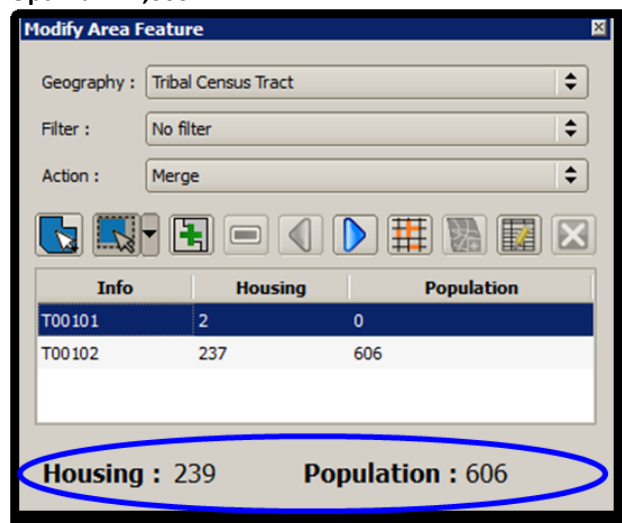 Modify Area Feature
Geography : Tribal Census Tract
Filter : No filter
Action : Merge
Info Housing Population
T00101 2 0
T00102 237 606
Housing : 239 Population : 606